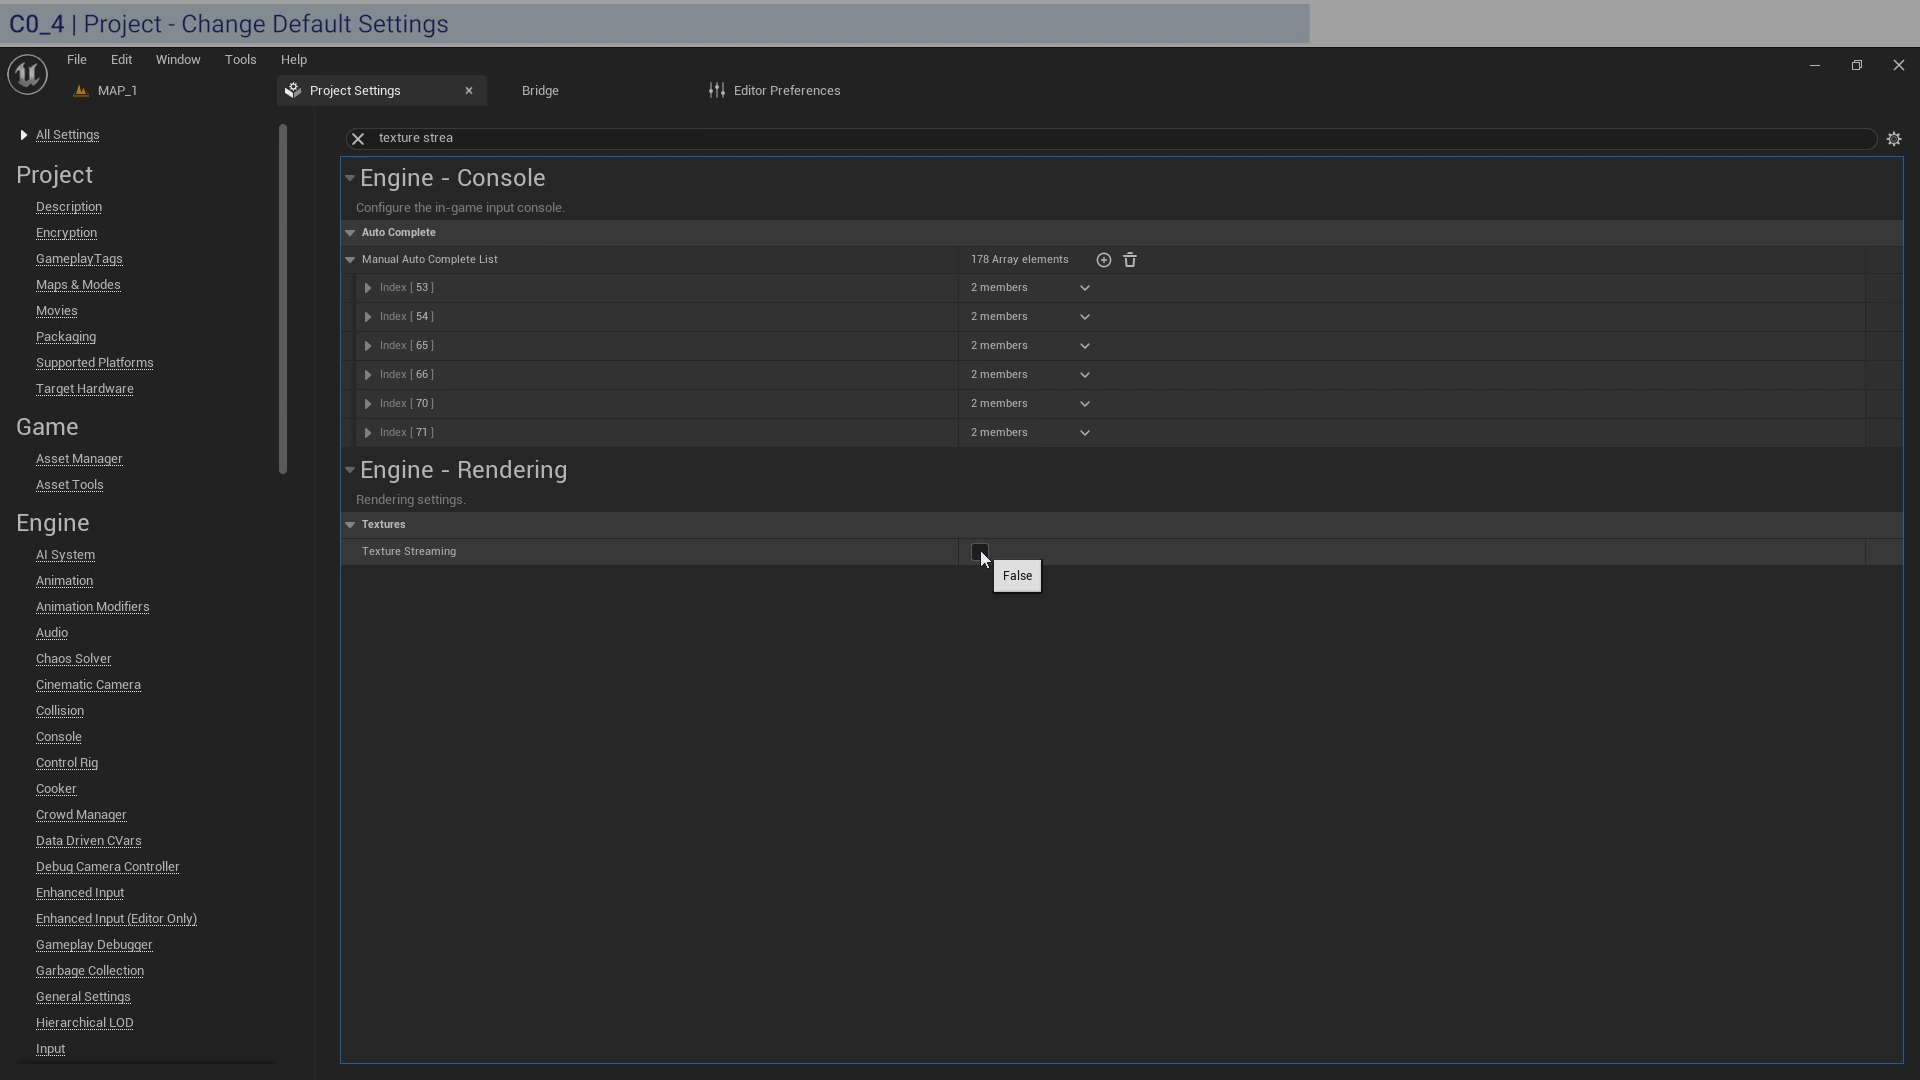 C0_4 | Project - Change Default Settings
File Edit Window Tools Help
MAP_1 Project Settings Bridge Editor Preferences
All Settings
Project
Description
Encryption
GameplayTags
Maps & Modes
Movies
Packaging
Supported Platforms
Target Hardware
Game
Asset Manager
Asset Tools
Engine
AI System
Animation
Animation Modifiers
Audio
Chaos Solver
Cinematic Camera
Collision
Console
Control Rig
Cooker
Crowd Manager
Data Driven CVars
Debug Camera Controller
Enhanced Input
Enhanced Input (Editor Only)
Gameplay Debugger
Garbage Collection
General Settings
Hierarchical LOD
Input
texture strea
Engine - Console
Configure the in-game input console.
Auto Complete
Manual Auto Complete List 178 Array elements
Index [ 53 ] 2 members
Index [ 54 ] 2 members
Index [ 65 ] 2 members
Index [ 66 ] 2 members
Index [ 70 ] 2 members
Index [ 71 ] 2 members
Engine - Rendering
Rendering settings.
Textures
Texture Streaming
False